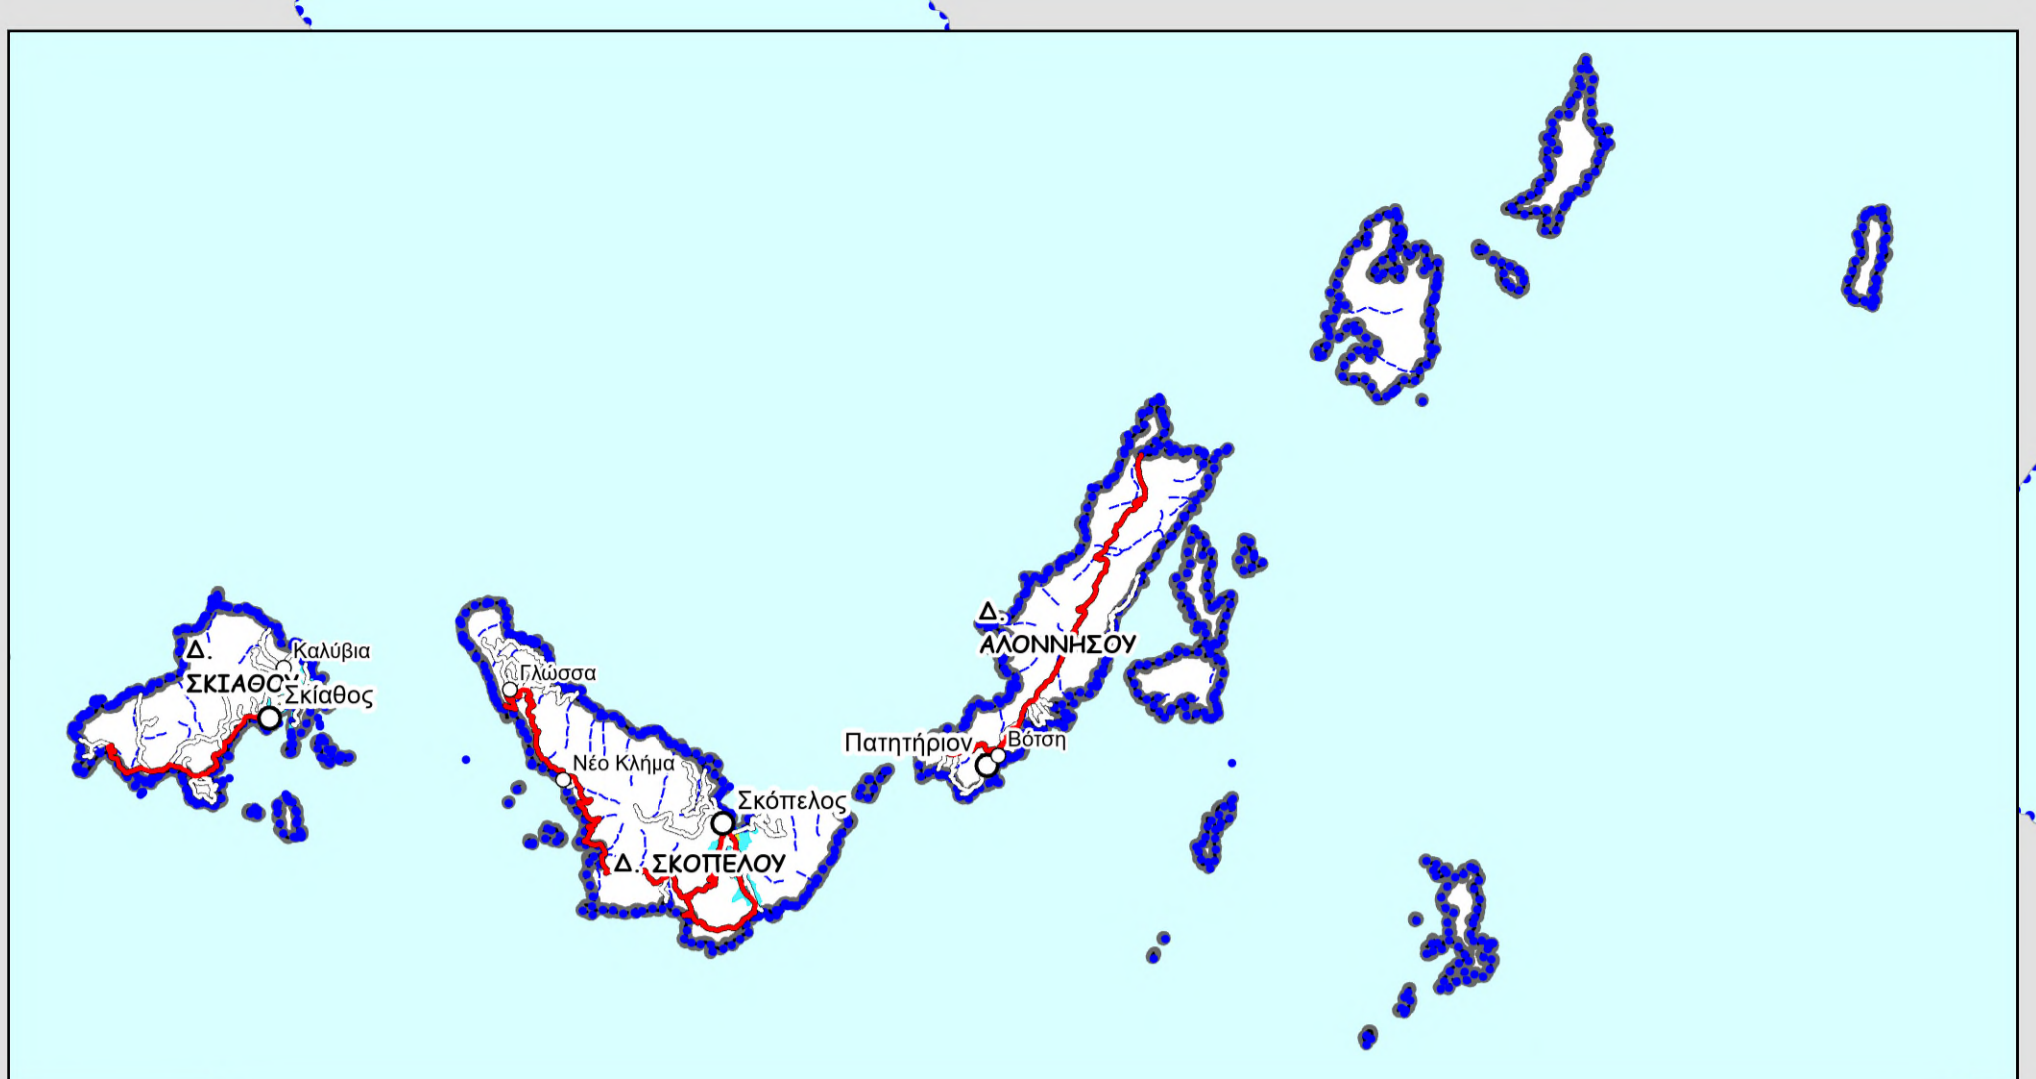 Δ.
ΑΛΟΝΝΗΣΟΥ
Δ.
ΣΚΙΑΘΟΥ
Καλύβια
Σκίαθος
Γλώσσα
Πατητήριον
Βότση
Νέο Κλήμα
Σκόπελος
Δ. ΣΚΟΠΕΛΟΥ